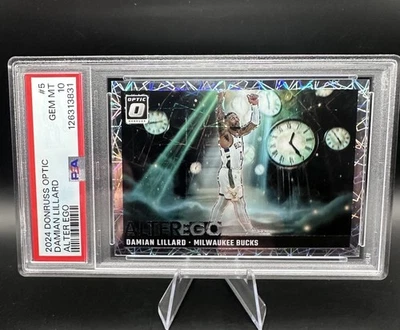 2024 DONRUSS OPTIC
DAMIAN LILLARD
ALTER EGO
#5
GEM MT
10
126313831
PSA
OPTIC
ALTER EGO
DAMIAN LILLARD • MILWAUKEE BUCKS